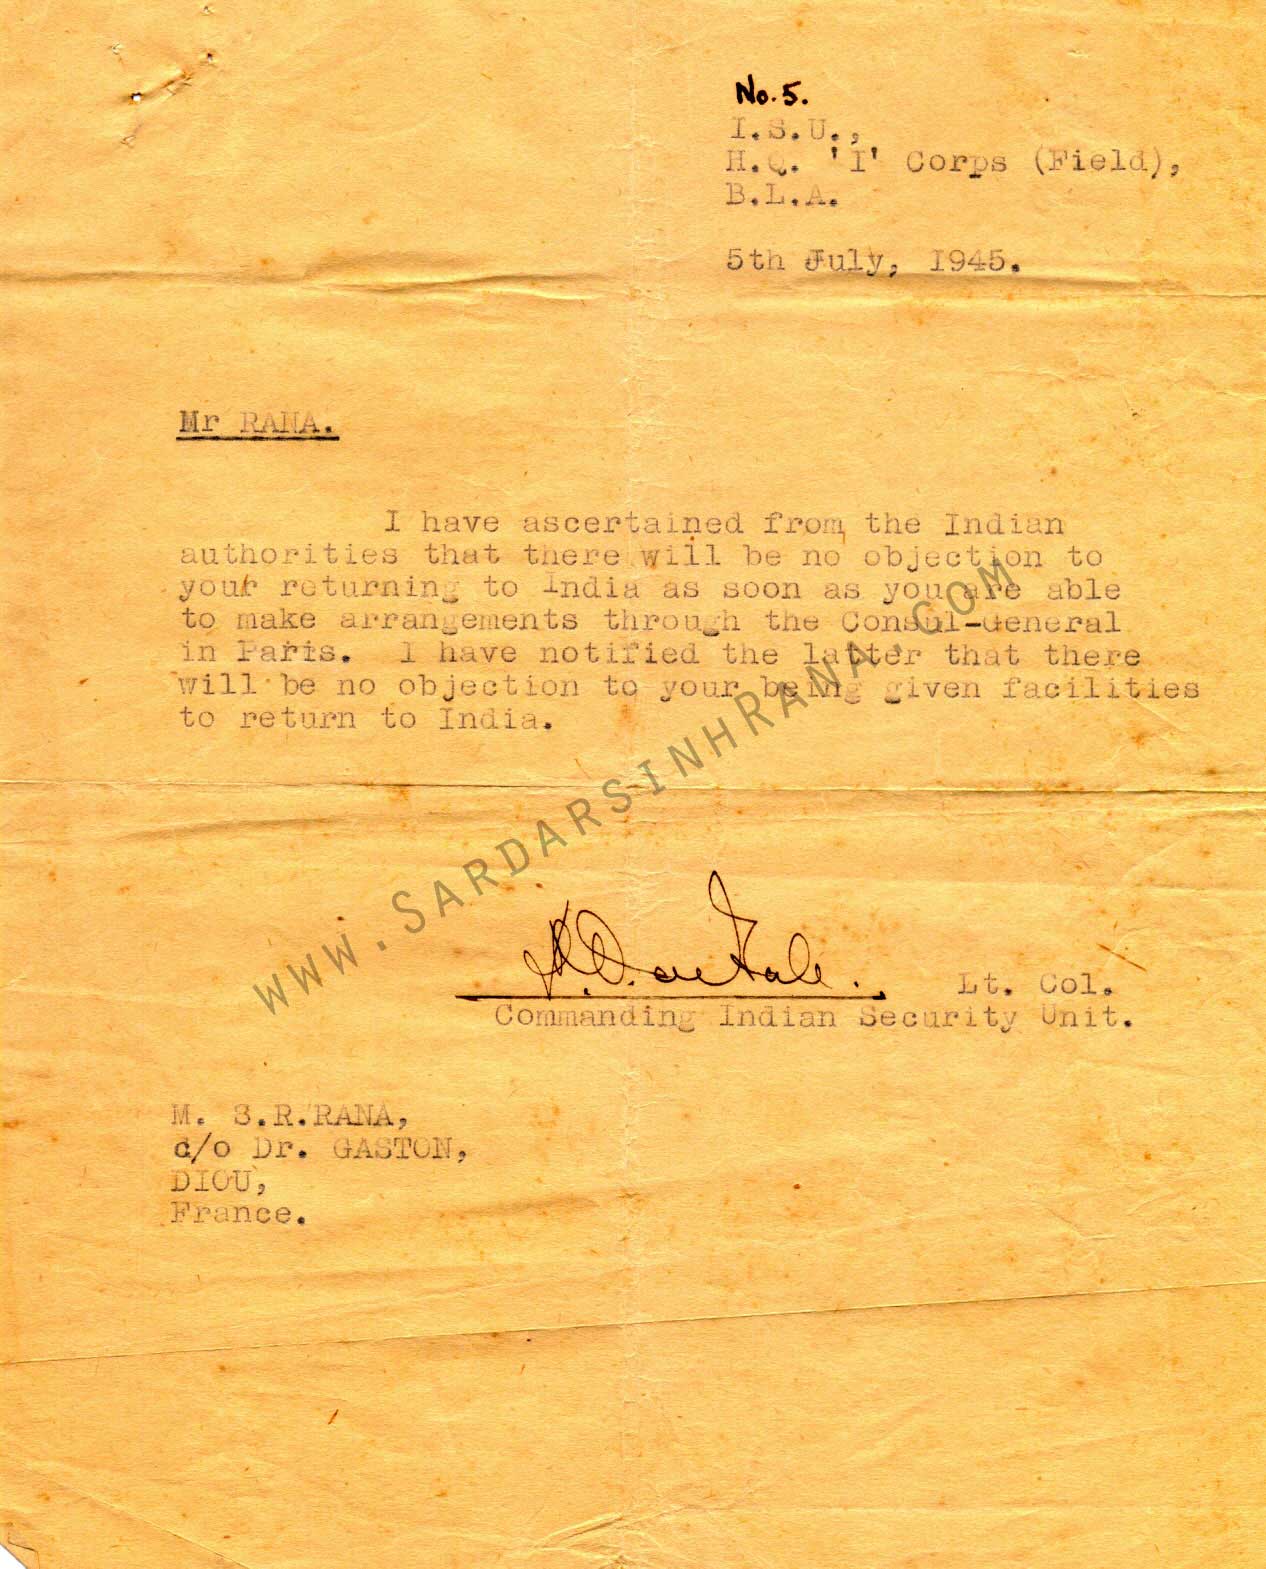 No. 5.
I.S.U.,
H.Q. 'I' Corps (Field),
B.L.A.
5th July, 1945.
Mr RANA.
I have ascertained from the Indian
authorities that there will be no objection to
your returning to India as soon as you are able
to make arrangements through the Consul-General
in Paris. I have notified the latter that there
will be no objection to your being given facilities
to return to India.
www.SARDARSINHRANA.COM
Lt. Col.
Commanding Indian Security Unit.
M. S.R.RANA,
c/o Dr. GASTON,
DIOU,
France.